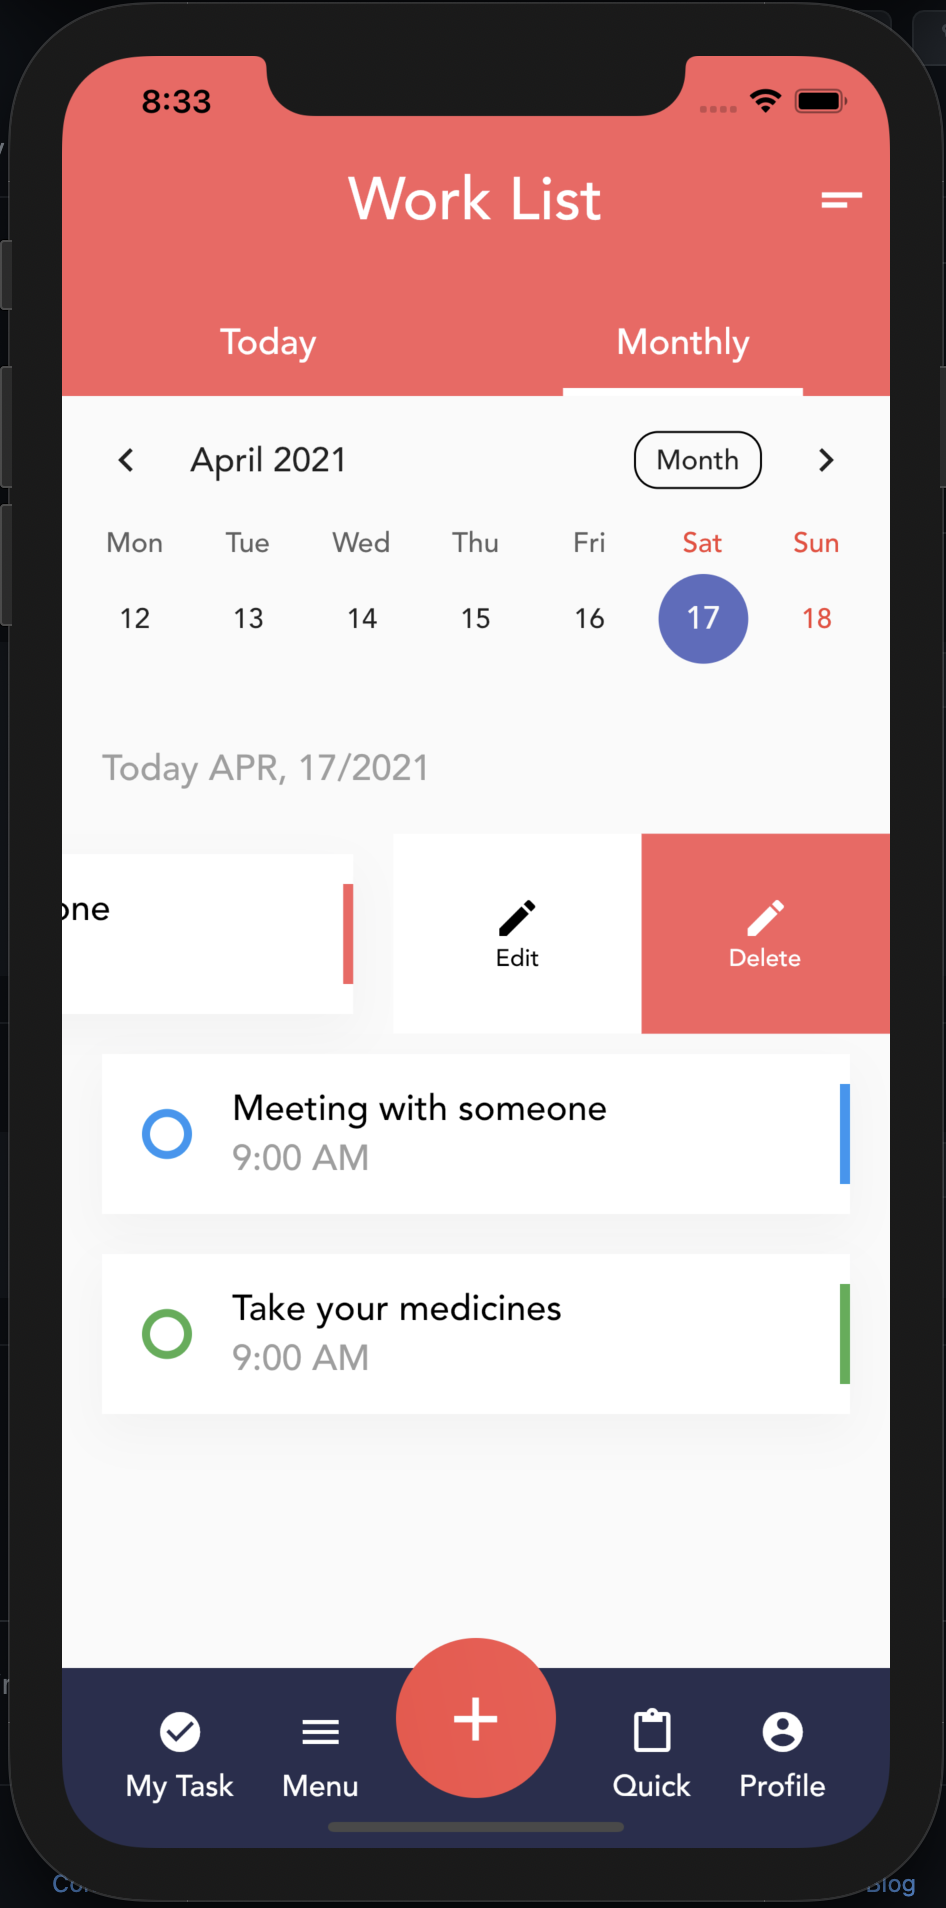 8:33
Work List
Today Monthly
April 2021 Month
Mon Tue Wed Thu Fri Sat Sun
12 13 14 15 16 17 18
Today APR, 17/2021
one
Edit Delete
Meeting with someone
9:00 AM
Take your medicines
9:00 AM
My Task Menu Quick Profile
Blog